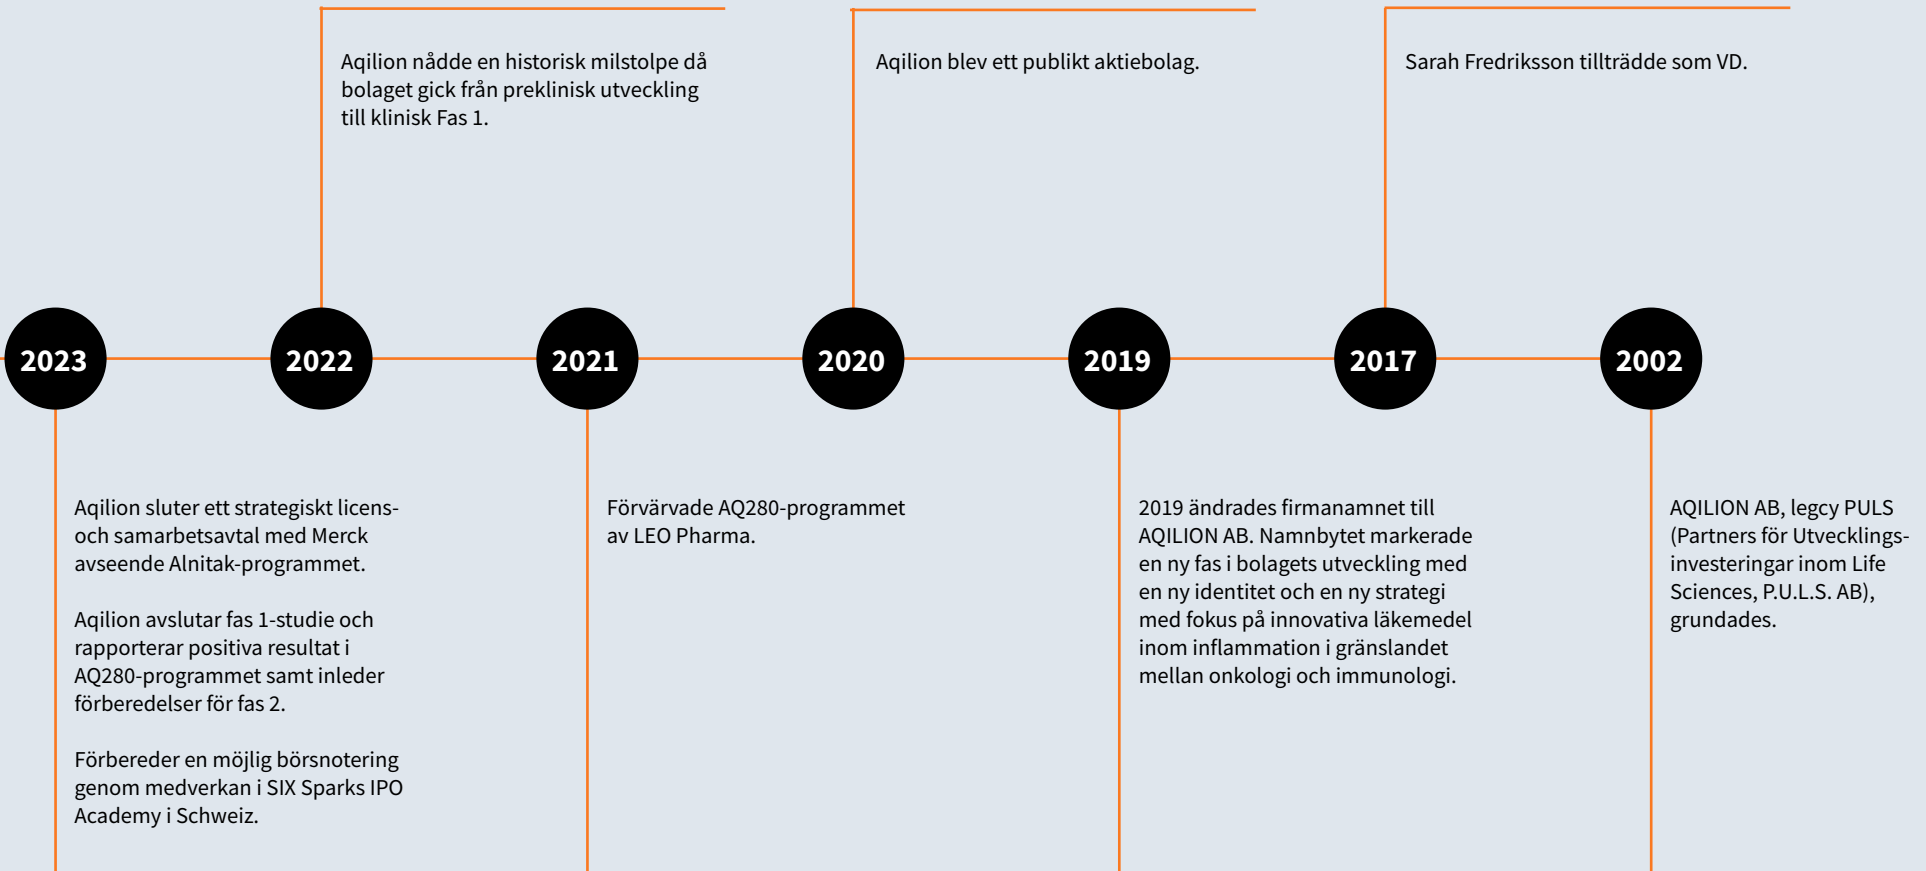 Aqilion nådde en historisk milstolpe då
bolaget gick från preklinisk utveckling
till klinisk Fas 1.
Aqilion blev ett publikt aktiebolag.
Sarah Fredriksson tillträdde som VD.
2023
2022
2021
2020
2019
2017
2002
Aqilion sluter ett strategiskt licens-
och samarbetsavtal med Merck
avseende Alnitak-programmet.
Aqilion avslutar fas 1-studie och
rapporterar positiva resultat i
AQ280-programmet samt inleder
förberedelser för fas 2.
Förbereder en möjlig börsnotering
genom medverkan i SIX Sparks IPO
Academy i Schweiz.
Förvärvade AQ280-programmet
av LEO Pharma.
2019 ändrades firmanamnet till
AQILION AB. Namnbytet markerade
en ny fas i bolagets utveckling med
en ny identitet och en ny strategi
med fokus på innovativa läkemedel
inom inflammation i gränslandet
mellan onkologi och immunologi.
AQILION AB, legcy PULS
(Partners för Utvecklings-
investeringar inom Life
Sciences, P.U.L.S. AB),
grundades.